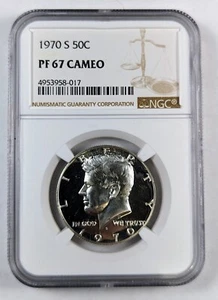 1970 S 50C
PF 67 CAMEO
4953958-017
NUMISMATIC GUARANTY CORPORATION
NGC
LIBERTY
IN GOD WE TRUST
1970